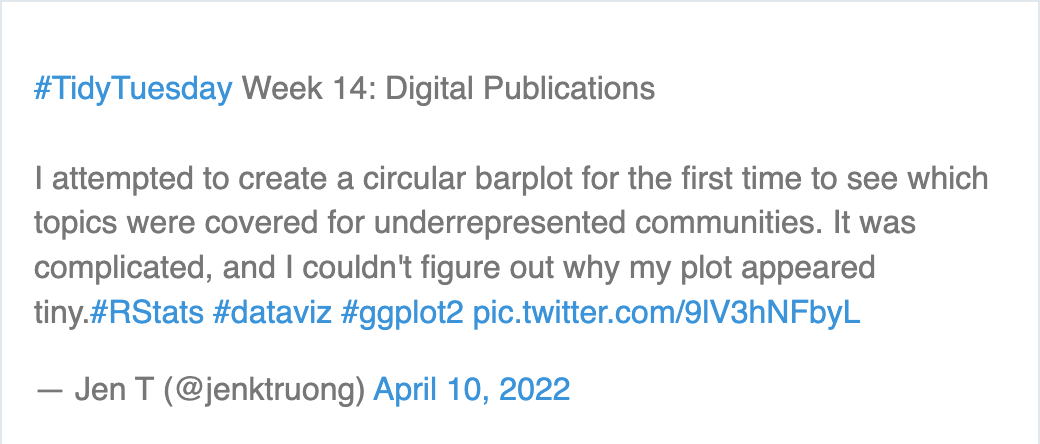 #TidyTuesday Week 14: Digital Publications
I attempted to create a circular barplot for the first time to see which
topics were covered for underrepresented communities. It was
complicated, and I couldn't figure out why my plot appeared
tiny.#RStats #dataviz #ggplot2 pic.twitter.com/9lV3hNFbyL
— Jen T (@jenktruong) April 10, 2022